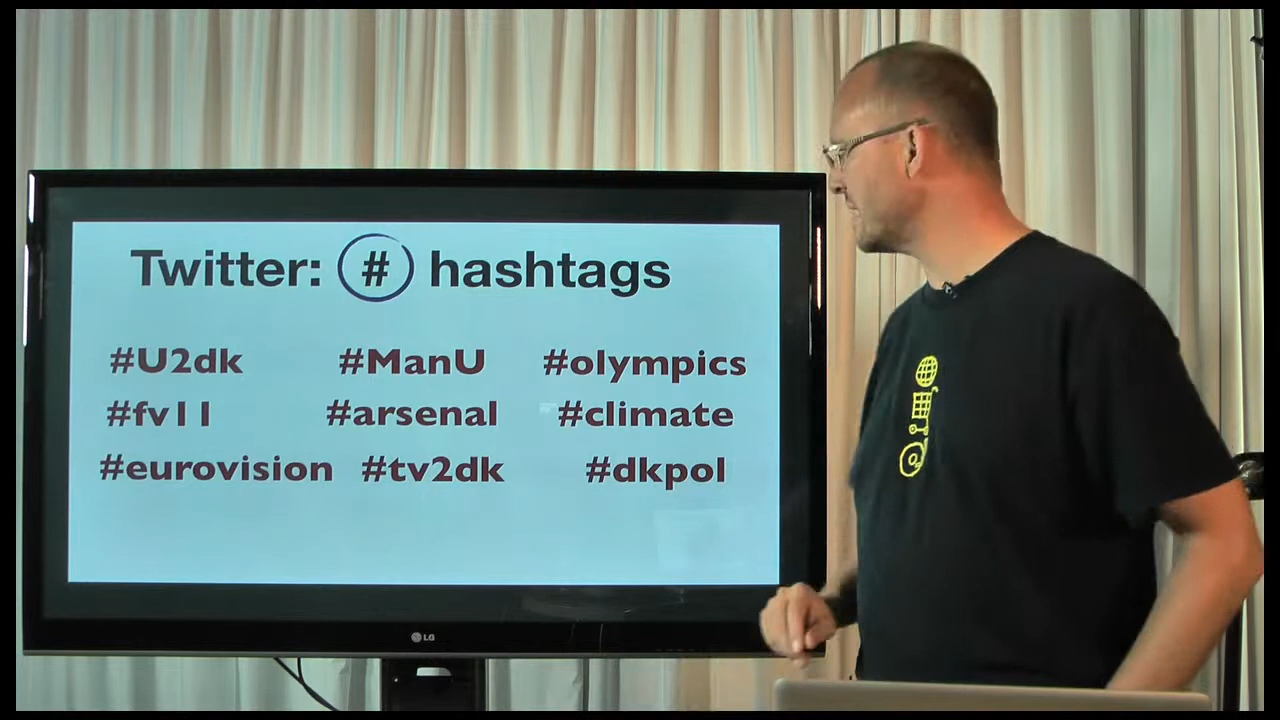 Twitter: # hashtags
#U2dk #ManU #olympics
#fv11 #arsenal #climate
#eurovision #tv2dk #dkpol
LG